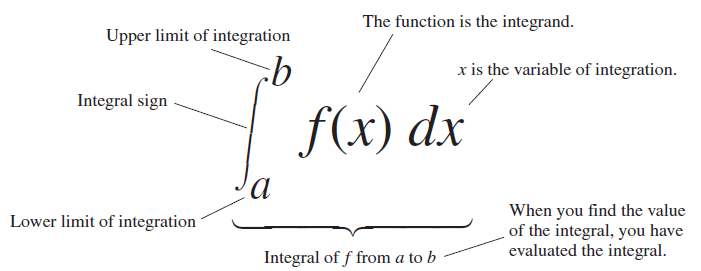 The function is the integrand.
Upper limit of integration
b
x is the variable of integration.
Integral sign
∫ f(x) dx
a
Lower limit of integration
When you find the value
of the integral, you have
evaluated the integral.
Integral of f from a to b